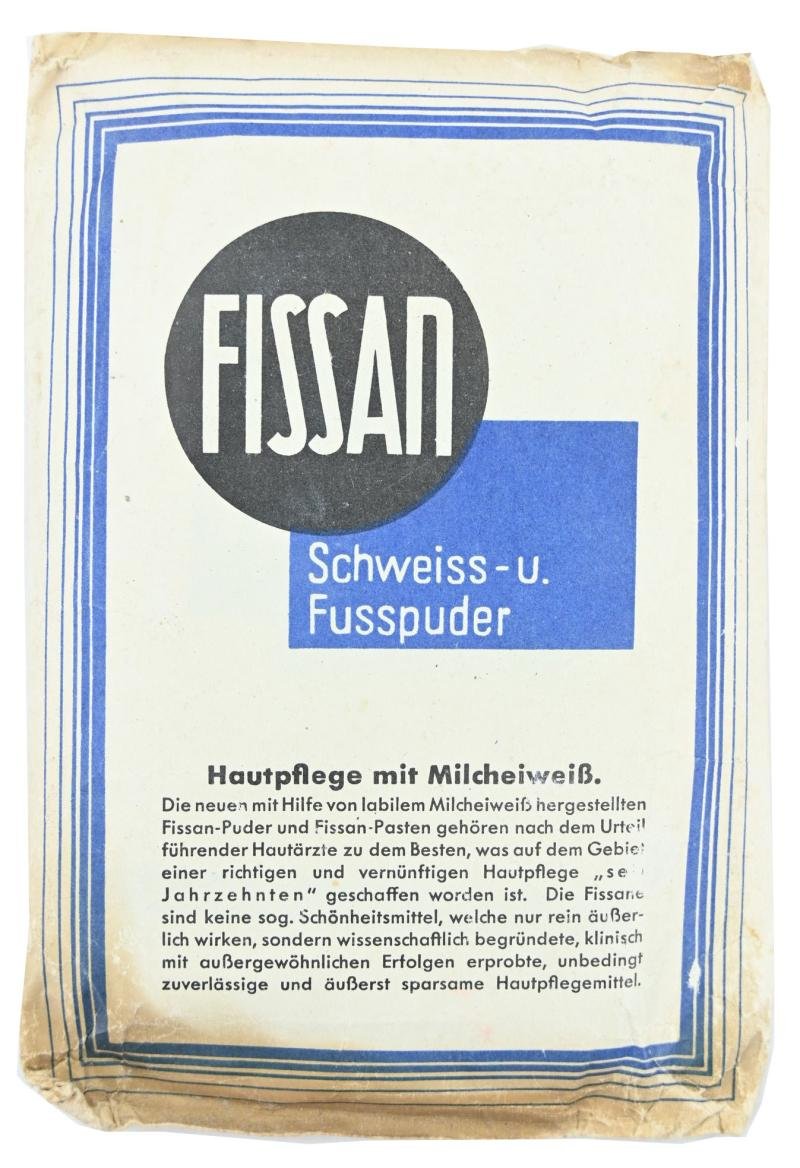 FISSAN
Schweiss-u.
Fusspuder
Hautpflege mit Milcheiweiß.
Die neuen mit Hilfe von labilem Milcheiweiß hergestellten
Fissan-Puder und Fissan-Pasten gehören nach dem Urteil
führender Hautärzte zu dem Besten, was auf dem Gebiet
einer richtigen und vernünftigen Hautpflege
Jahrzehnten“ geschaffen worden ist. Die Fissane
sind keine sog. Schönheitsmittel, welche nur rein äußer-
lich wirken, sondern wissenschaftlich begründete, klinisch
mit außergewöhnlichen Erfolgen erprobte, unbedingt
zuverlässige und äußerst sparsame Hautpflegemittel.